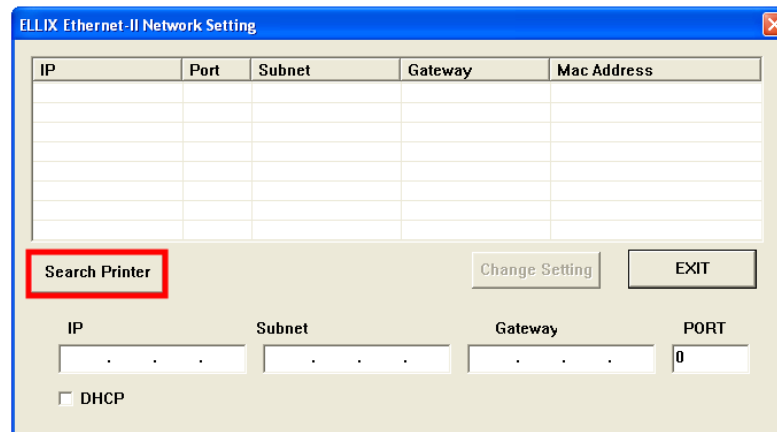 ELLIX Ethernet-II Network Setting
IP Port Subnet Gateway Mac Address
Search Printer Change Setting EXIT
IP Subnet Gateway PORT
. . . . . . . . . 0
DHCP